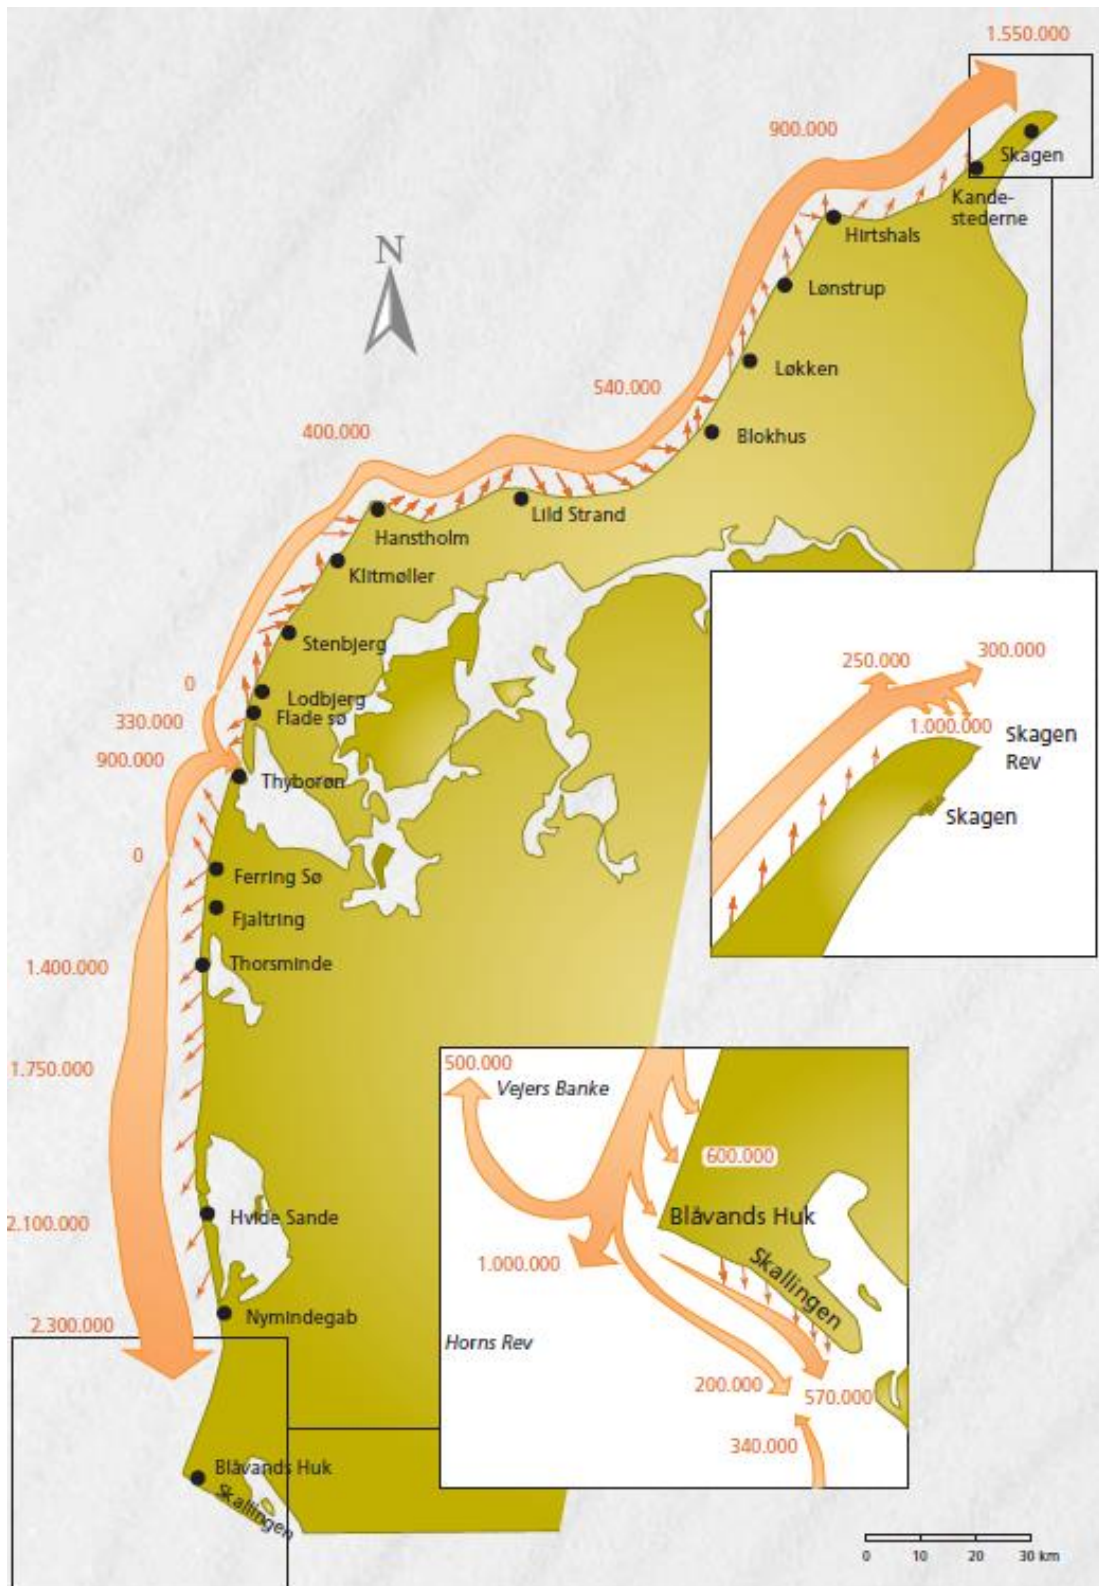 1.550.000
900.000
Skagen
Kande-
stederne
Hirtshals
N
Lønstrup
Løkken
540.000
400.000
Blokhus
Lild Strand
Hanstholm
Klitmøller
Stenbjerg
0
Lodbjerg
330.000
Flade sø
900.000
Thyborøn
0
Ferring Sø
Fjaltring
1.400.000
Thorsminde
1.750.000
2.100.000
Hvide Sande
2.300.000
Nymindegab
Blåvands Huk
Skallingen
250.000
300.000
1.000.000
Skagen
Rev
Skagen
500.000
Vejers Banke
600.000
Blåvands Huk
1.000.000
Skallingen
Horns Rev
200.000
570.000
340.000
0 10 20 30 km